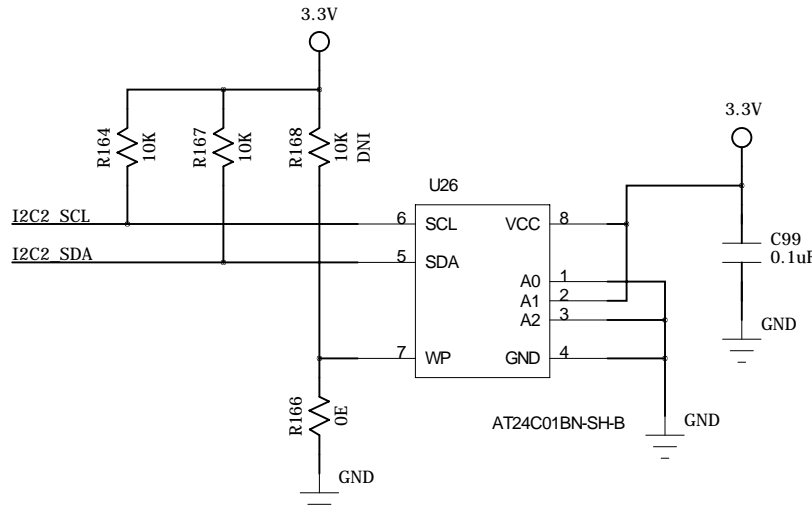 3.3V
R164
10K
R167
10K
R168
10K
DNI
3.3V
U26
I2C2_SCL
6
SCL
VCC
8
C99
0.1uF
I2C2_SDA
5
SDA
A0
1
A1
2
A2
3
GND
7
WP
GND
4
R166
0E
AT24C01BN-SH-B
GND
GND